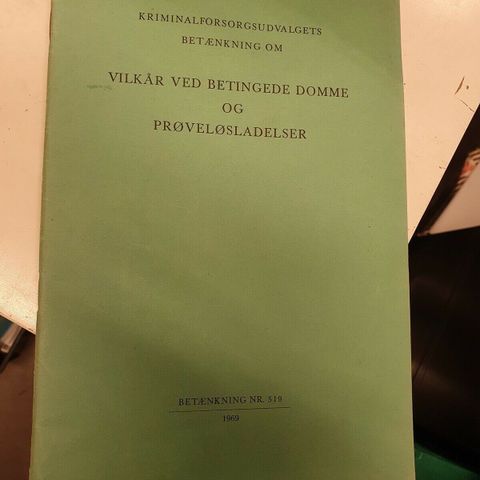 KRIMINALFORSORGSUDVALGETS
BETÆNKNING OM
VILKÅR VED BETINGEDE DOMME
OG
PRØVELØSLADELSER
BETÆNKNING NR. 519
1969